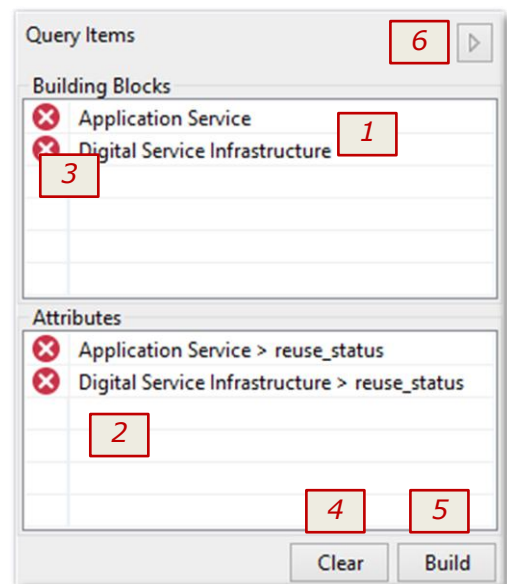 Query Items
6
Building Blocks
Application Service
1
Digital Service Infrastructure
3
Attributes
Application Service > reuse_status
Digital Service Infrastructure > reuse_status
2
4
5
Clear
Build